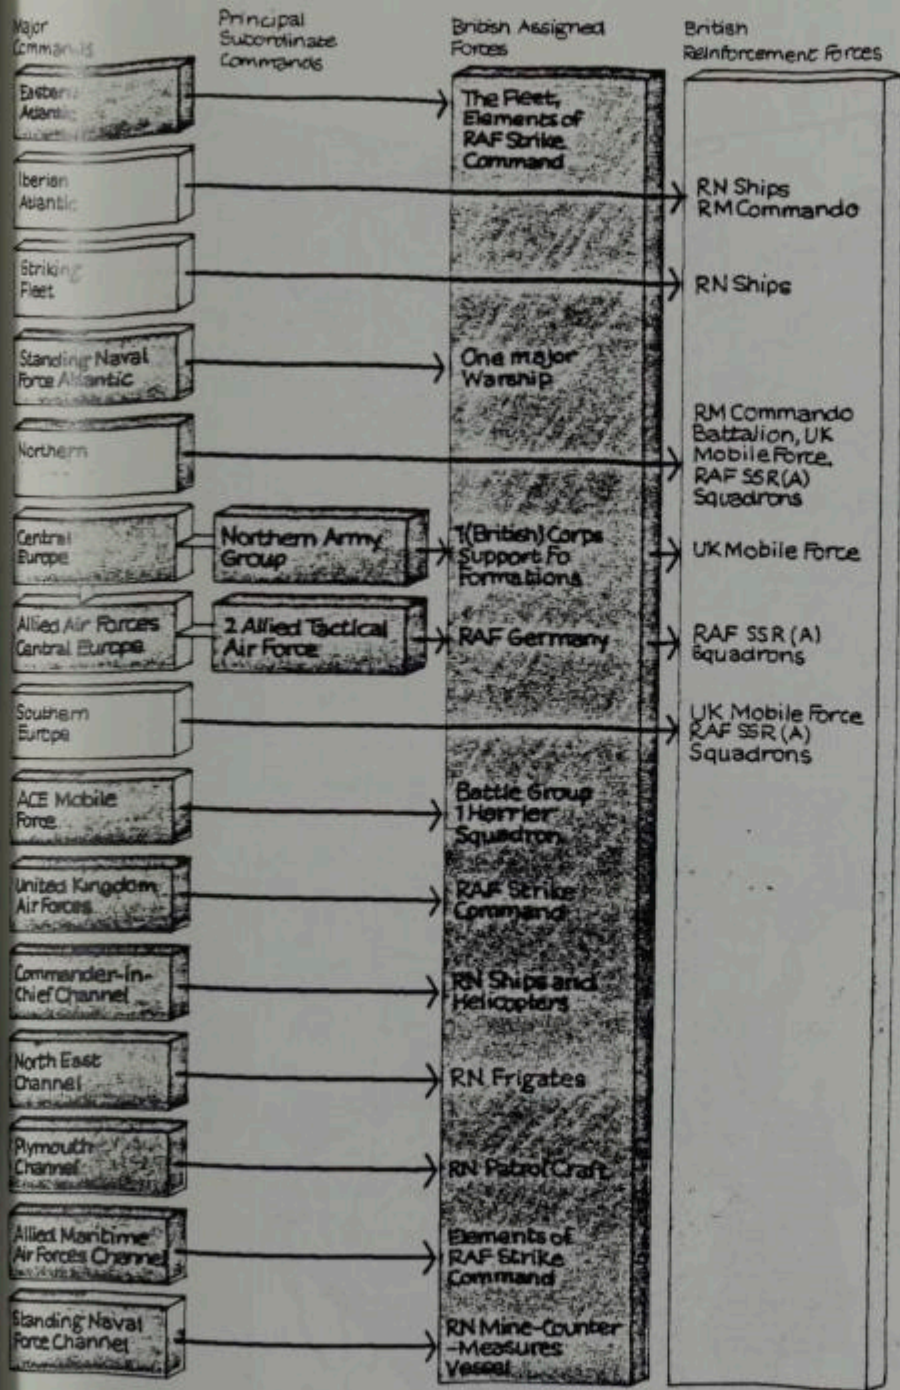 Major
Commands
Principal
Subordinate
Commands
British Assigned
Forces
British
Reinforcement Forces
Eastern
Atlantic
The Fleet,
Elements of
RAF Strike
Command
Iberian
Atlantic
RN Ships
RM Commando
Striking
Fleet
RN Ships
Standing Naval
Force Atlantic
One major
Warship
Northern
RM Commando
Battalion, UK
Mobile Force,
RAF SSR(A)
Squadrons
Central
Europe
Northern Army
Group
1(British) Corps
Support Fo
Formations
UK Mobile Force
Allied Air Forces
Central Europe
2 Allied Tactical
Air Force
RAF Germany
RAF SSR (A)
Squadrons
Southern
Europe
UK Mobile Force
RAF SSR (A)
Squadrons
ACE Mobile
Force
Battle Group
1 Harrier
Squadron
United Kingdom
Air Forces
RAF Strike
Command
Commander-in-
Chief Channel
RN Ships and
Helicopters
North East
Channel
RN Frigates
Plymouth
Channel
RN Patrol Craft
Allied Maritime
Air Forces Channel
Elements of
RAF Strike
Command
Standing Naval
Force Channel
RN Mine-Counter
-Measures
Vessel